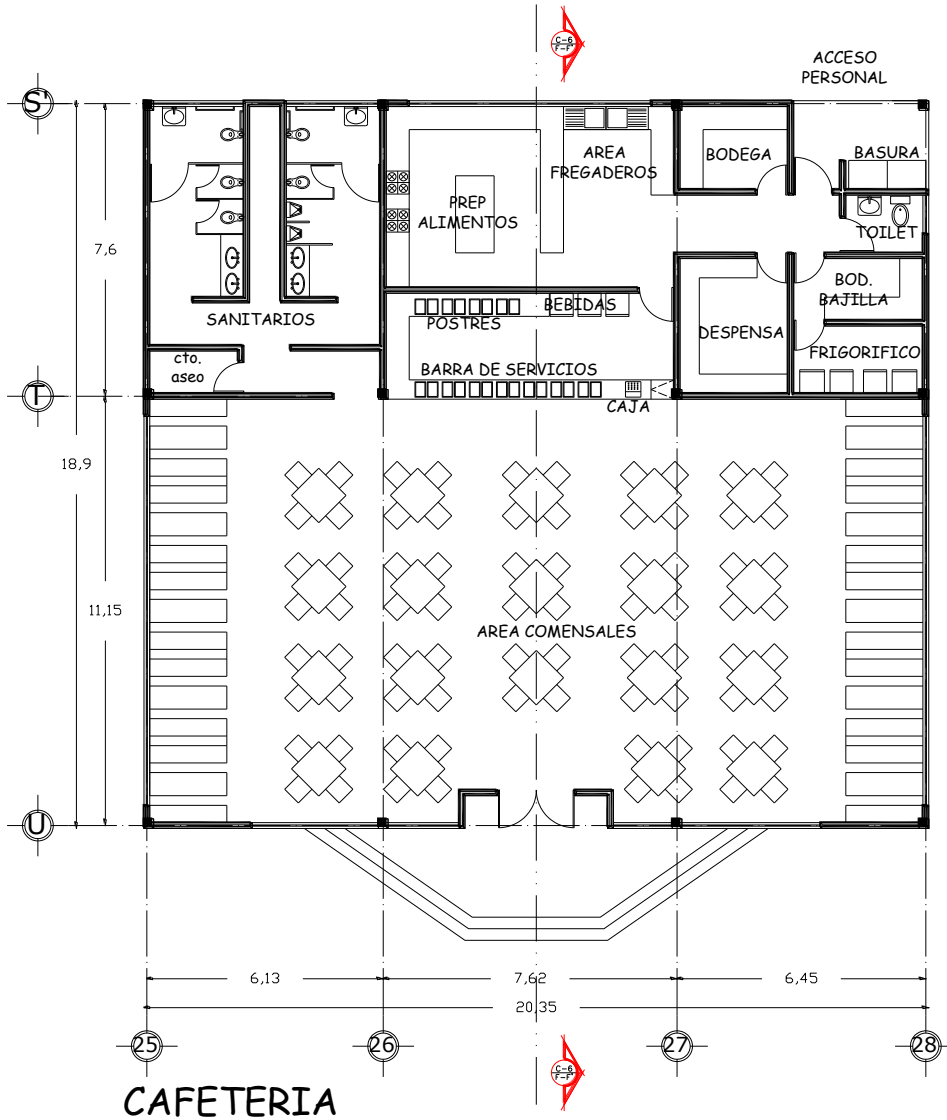 C-6
F-F'
ACCESO
PERSONAL
S'
BODEGA
BASURA
AREA
FREGADEROS
PREP
ALIMENTOS
7,6
TOILET
BOD.
BAJILLA
SANITARIOS
POSTRES
BEBIDAS
DESPENSA
FRIGORIFICO
cto.
aseo
BARRA DE SERVICIOS
T
CAJA
18,9
11,15
AREA COMENSALES
U
6,13
7,62
6,45
20,35
25
26
27
28
C-6
F-F'
CAFETERIA